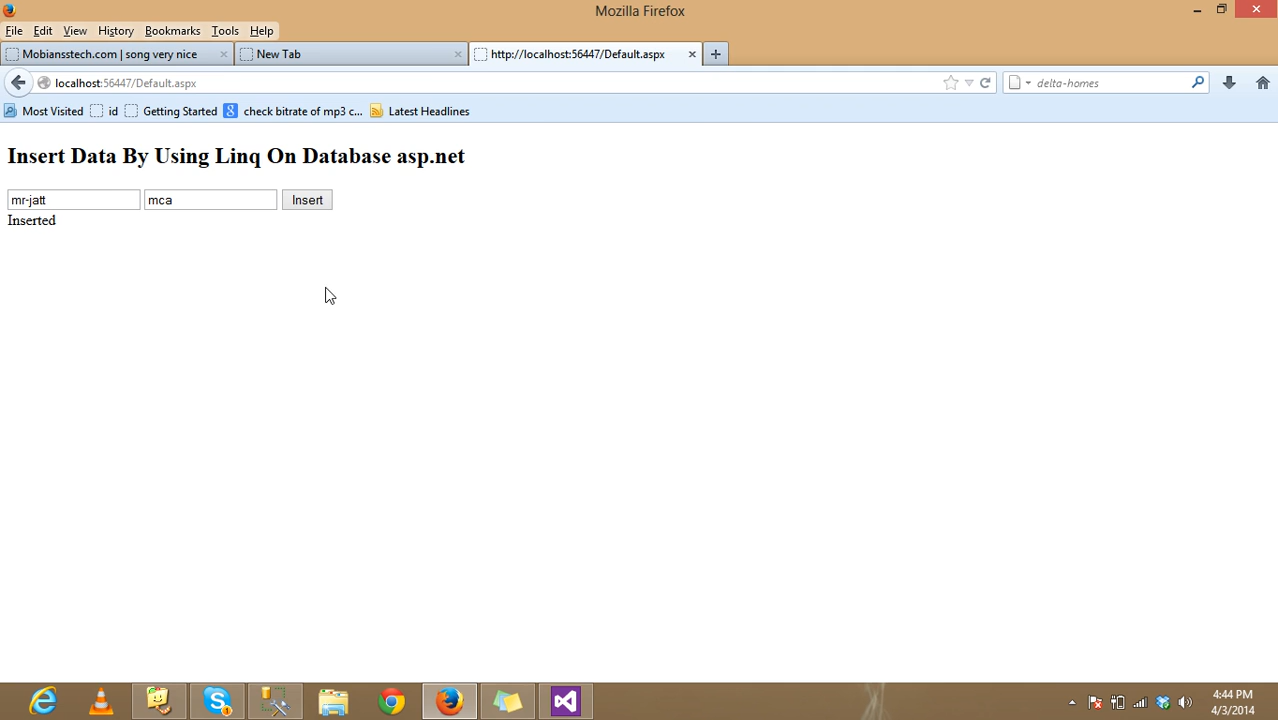 Mozilla Firefox
File Edit View History Bookmarks Tools Help
Mobiansstech.com | song very nice New Tab http://localhost:56447/Default.aspx
localhost:56447/Default.aspx delta-homes
Most Visited id Getting Started check bitrate of mp3 c... Latest Headlines
Insert Data By Using Linq On Database asp.net
mr-jatt mca Insert
Inserted
4:44 PM
4/3/2014